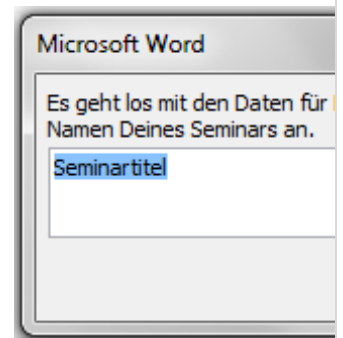 Microsoft Word
Es geht los mit den Daten für
Namen Deines Seminars an.
Seminartitel